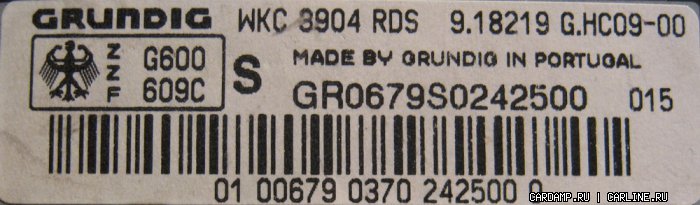 GRUNDIG WKC 3904 RDS 9.18219 G.HC09-00
ZZF G600 609C
S MADE BY GRUNDIG IN PORTUGAL
GR0679S0242500 015
01 00679 0370 242500 0
CARDAMP.RU | CARLINE.RU